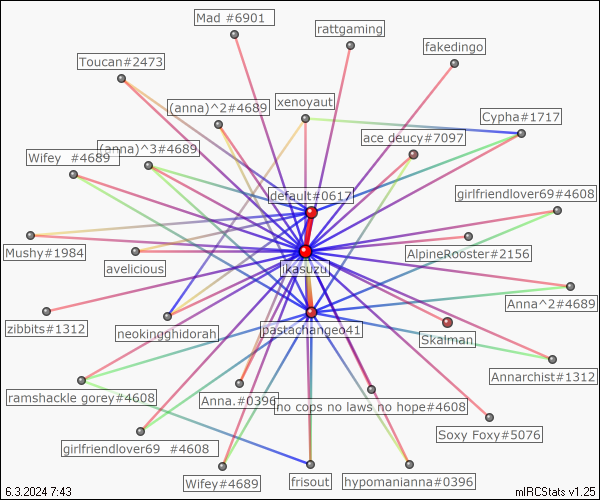 Mad #6901
rattgaming
fakedingo
Toucan#2473
(anna)^2#4689
xenoyaut
Cypha#1717
ace deucy#7097
Wifey  #4689
(anna)^3#4689
default#0617
girlfriendlover69#4608
Mushy#1984
avelicious
jkasuzu
AlpineRooster#2156
Anna^2#4689
zibbits#1312
neokingghidorah
pastachangeo41
Skalman
Annarchist#1312
ramshackle gorey#4608
Anna.#0396
no cops no laws no hope#4608
Soxy Foxy#5076
girlfriendlover69  #4608
Wifey#4689
frisout
hypomanianna#0396
6.3.2024 7:43
mIRCStats v1.25